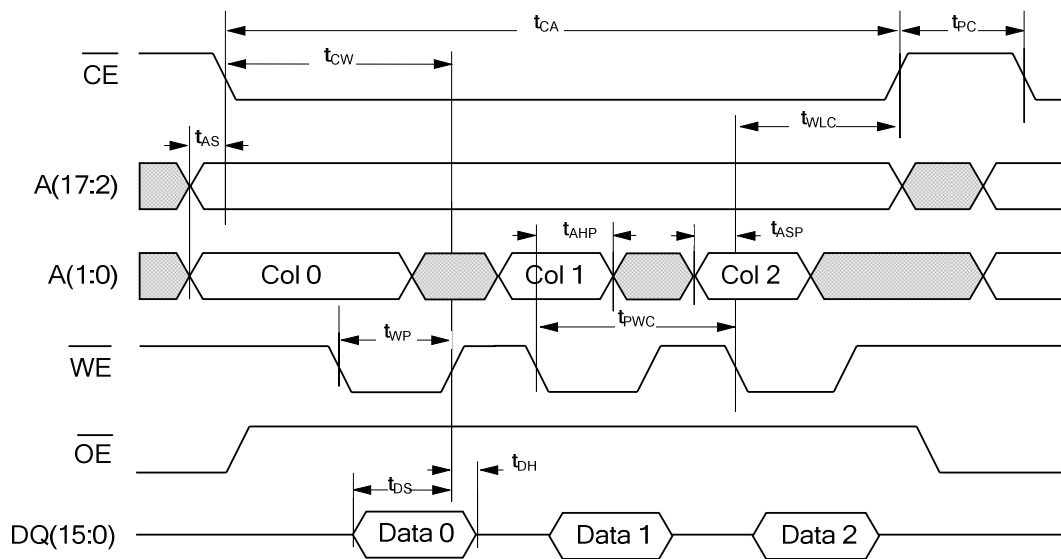 tCA
tPC
tCW
CE
tWLC
tAS
A(17:2)
tAHP
tASP
A(1:0)
Col 0
Col 1
Col 2
tWP
tPWC
WE
OE
tDH
tDS
DQ(15:0)
Data 0
Data 1
Data 2